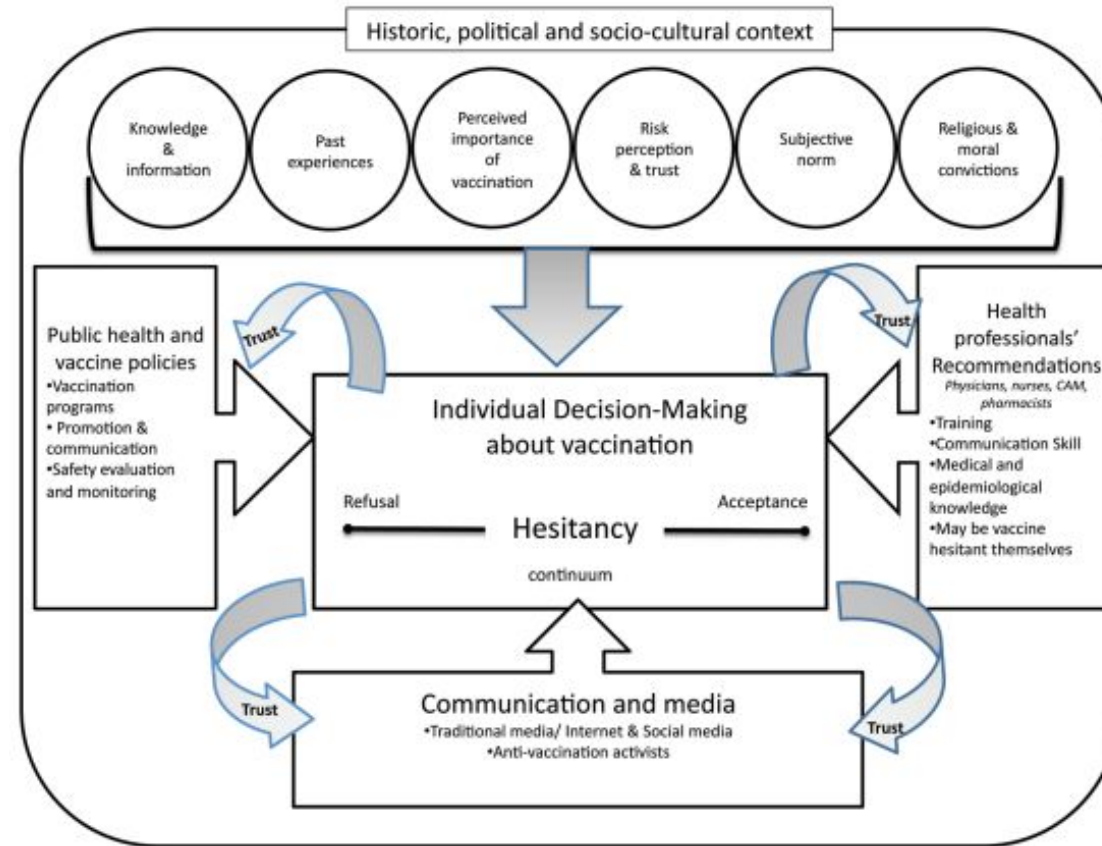 Historic, political and socio-cultural context
Knowledge
&
information
Past
experiences
Perceived
importance
of
vaccination
Risk
perception
& trust
Subjective
norm
Religious &
moral
convictions
Public health and
vaccine policies
•Vaccination
programs
• Promotion &
communication
•Safety evaluation
and monitoring
Trust
Trust
Health
professionals'
Recommendations
Physicians, nurses, CAM,
pharmacists
•Training
•Communication Skill
•Medical and
epidemiological
knowledge
•May be vaccine
hesitant themselves
Individual Decision-Making
about vaccination
Refusal
Acceptance
Hesitancy
continuum
Trust
Trust
Communication and media
•Traditional media/ Internet & Social media
•Anti-vaccination activists